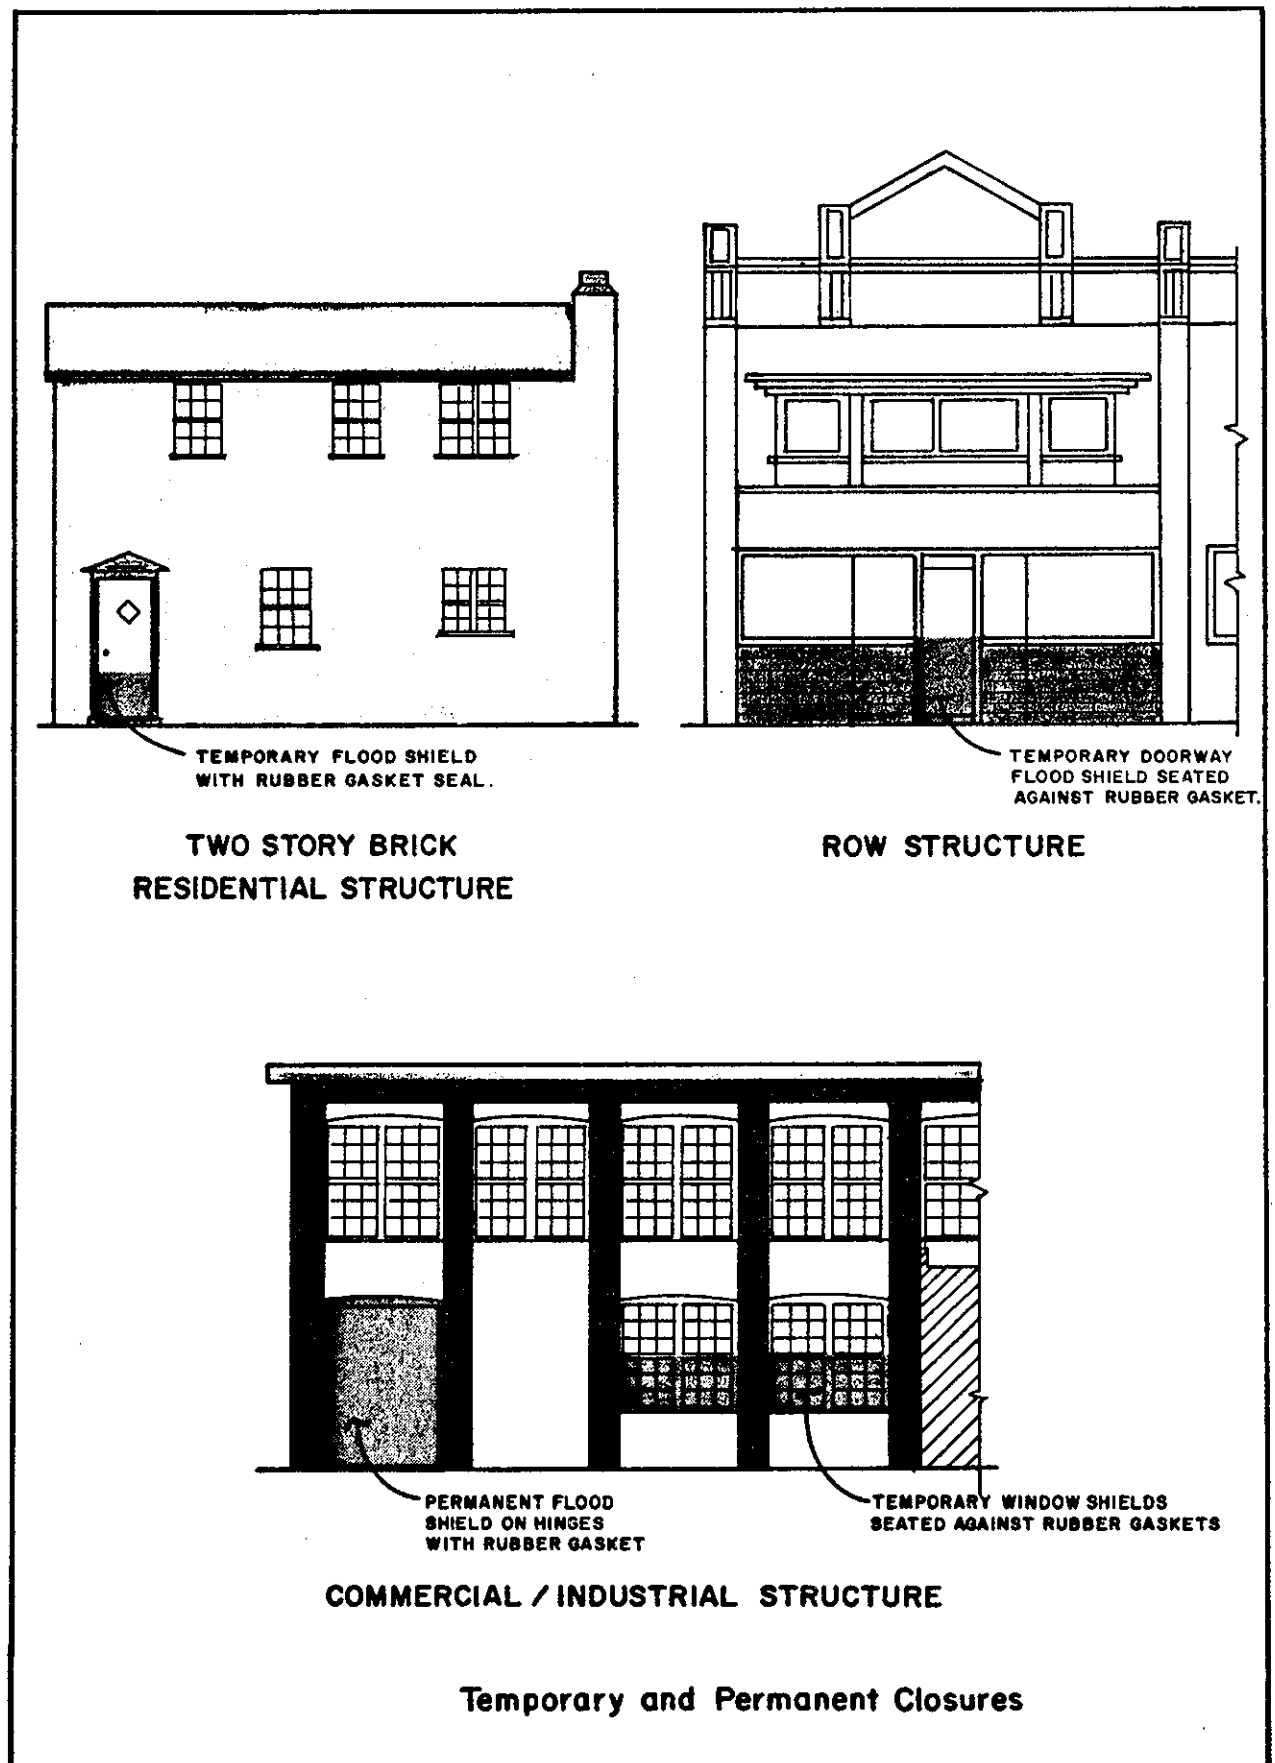 TEMPORARY FLOOD SHIELD
WITH RUBBER GASKET SEAL.
TWO STORY BRICK
RESIDENTIAL STRUCTURE
TEMPORARY DOORWAY
FLOOD SHIELD SEATED
AGAINST RUBBER GASKET.
ROW STRUCTURE
PERMANENT FLOOD
SHIELD ON HINGES
WITH RUBBER GASKET
TEMPORARY WINDOW SHIELDS
SEATED AGAINST RUBBER GASKETS
COMMERCIAL / INDUSTRIAL STRUCTURE
Temporary and Permanent Closures